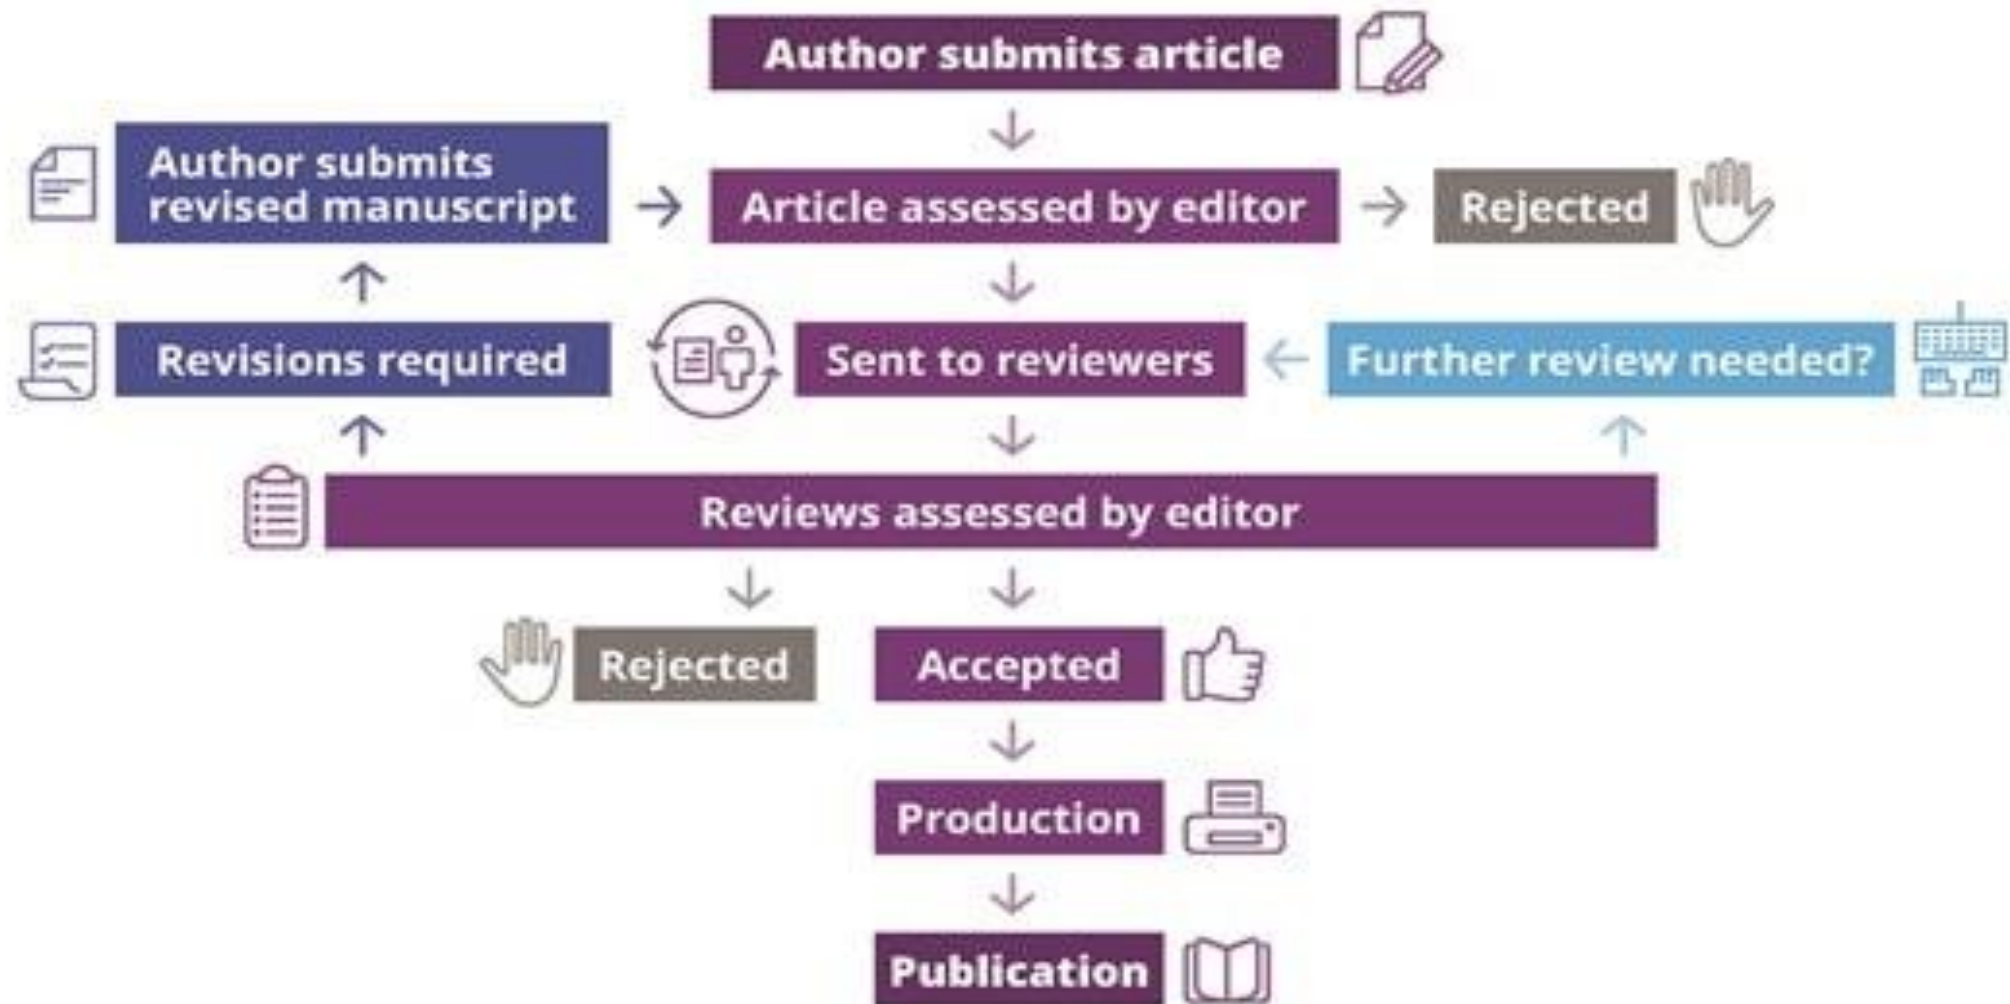 Author submits article
Author submits
revised manuscript
Article assessed by editor
Rejected
Revisions required
Sent to reviewers
Further review needed?
Reviews assessed by editor
Rejected
Accepted
Production
Publication